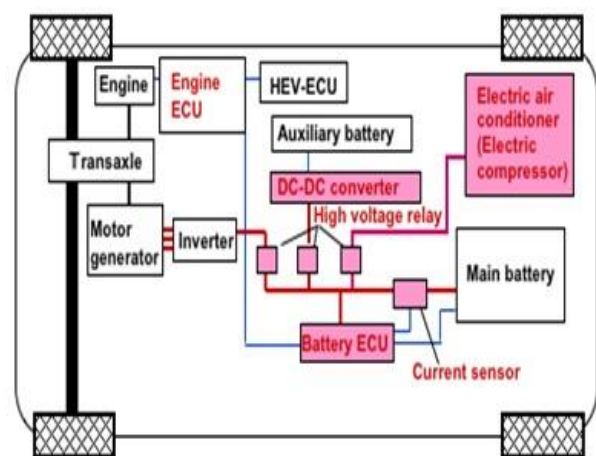 Engine
Engine
ECU
HEV-ECU
Electric air
conditioner
(Electric
compressor)
Auxiliary battery
Transaxle
DC-DC converter
High voltage relay
Motor
generator
Inverter
Main battery
Battery ECU
Current sensor